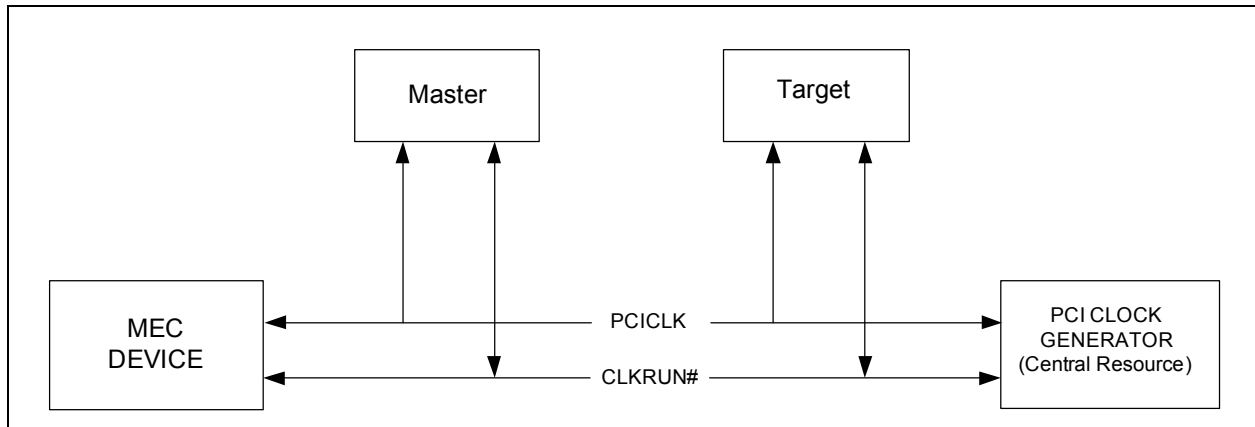 Master
Target
MEC
DEVICE
PCICLK
CLKRUN#
PCI CLOCK
GENERATOR
(Central Resource)